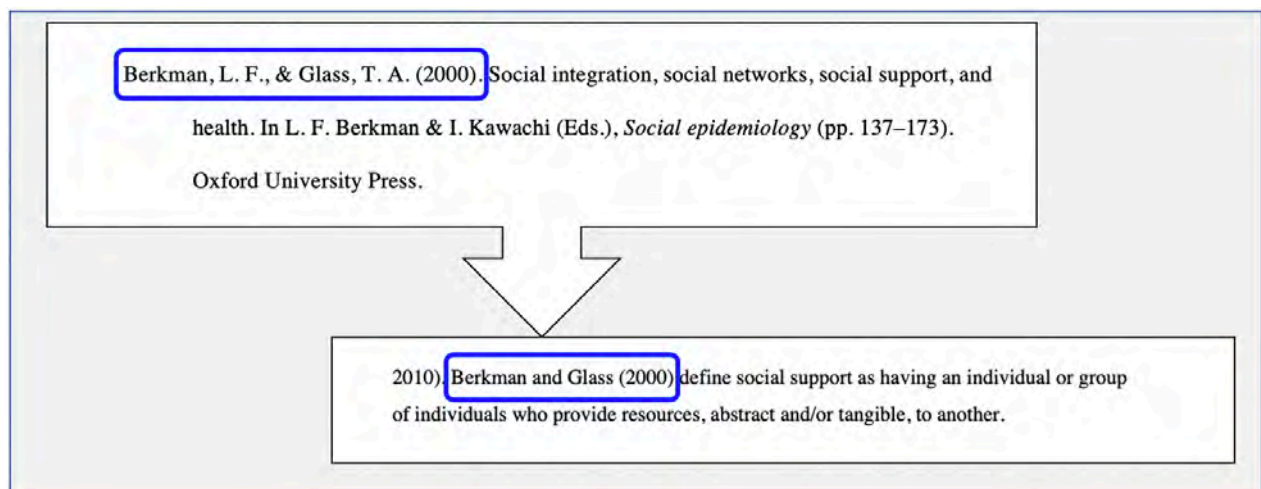 Berkman, L. F., & Glass, T. A. (2000). Social integration, social networks, social support, and
health. In L. F. Berkman & I. Kawachi (Eds.), Social epidemiology (pp. 137–173).
Oxford University Press.
2010). Berkman and Glass (2000) define social support as having an individual or group
of individuals who provide resources, abstract and/or tangible, to another.